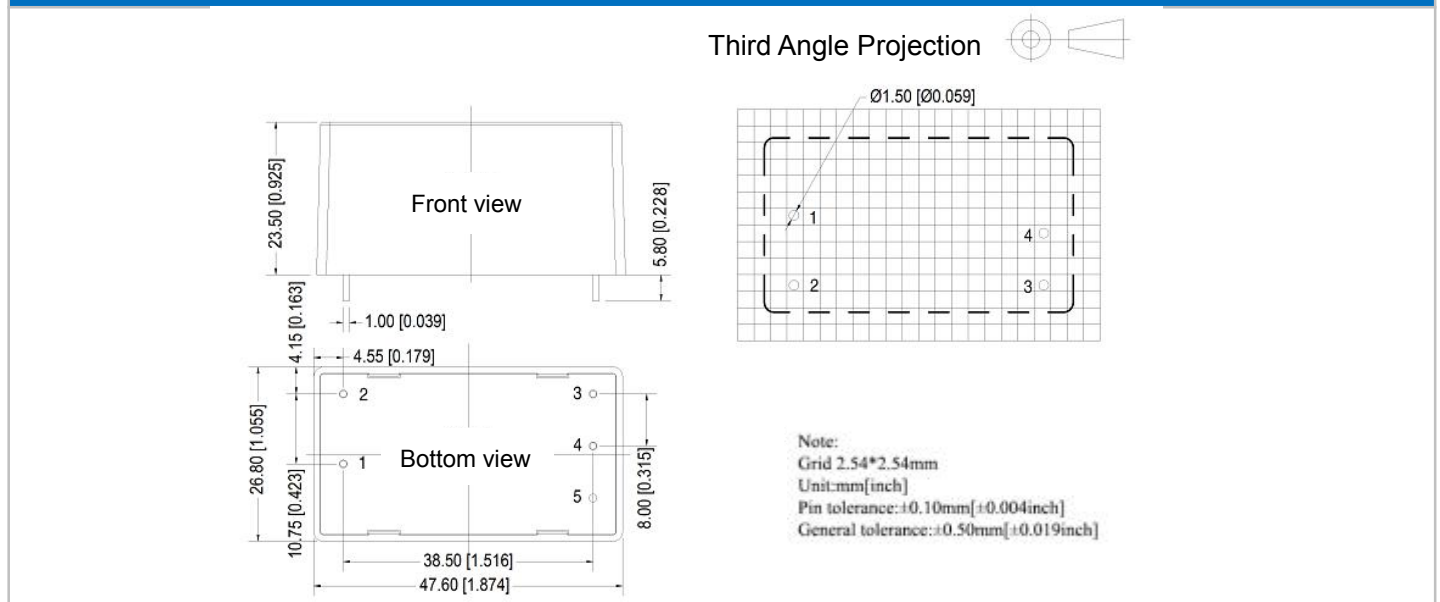 Third Angle Projection
Ø1.50 [Ø0.059]
23.50 [0.925]
Front view
5.80 [0.228]
1
4
2
3
4.15 [0.163]
1.00 [0.039]
4.55 [0.179]
2
3
26.80 [1.055]
10.75 [0.423]
1
Bottom view
4
5
8.00 [0.315]
38.50 [1.516]
47.60 [1.874]
Note:
Grid 2.54*2.54mm
Unit:mm[inch]
Pin tolerance:±0.10mm[±0.004inch]
General tolerance:±0.50mm[±0.019inch]